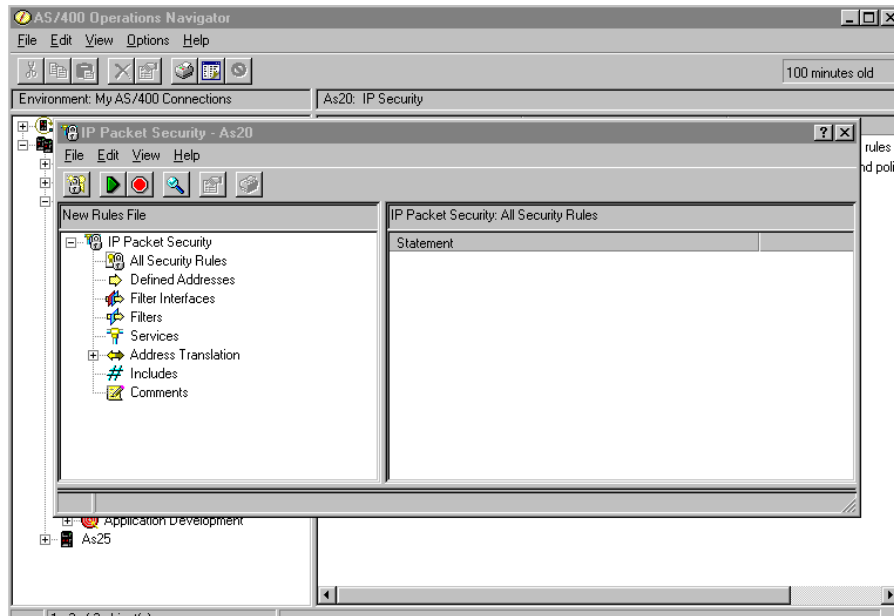 AS/400 Operations Navigator
File Edit View Options Help
100 minutes old
Environment: My AS/400 Connections
As20: IP Security
rules
nd poli
IP Packet Security - As20
File Edit View Help
New Rules File
IP Packet Security: All Security Rules
Statement
IP Packet Security
All Security Rules
Defined Addresses
Filter Interfaces
Filters
Services
Address Translation
Includes
Comments
Application Development
As25